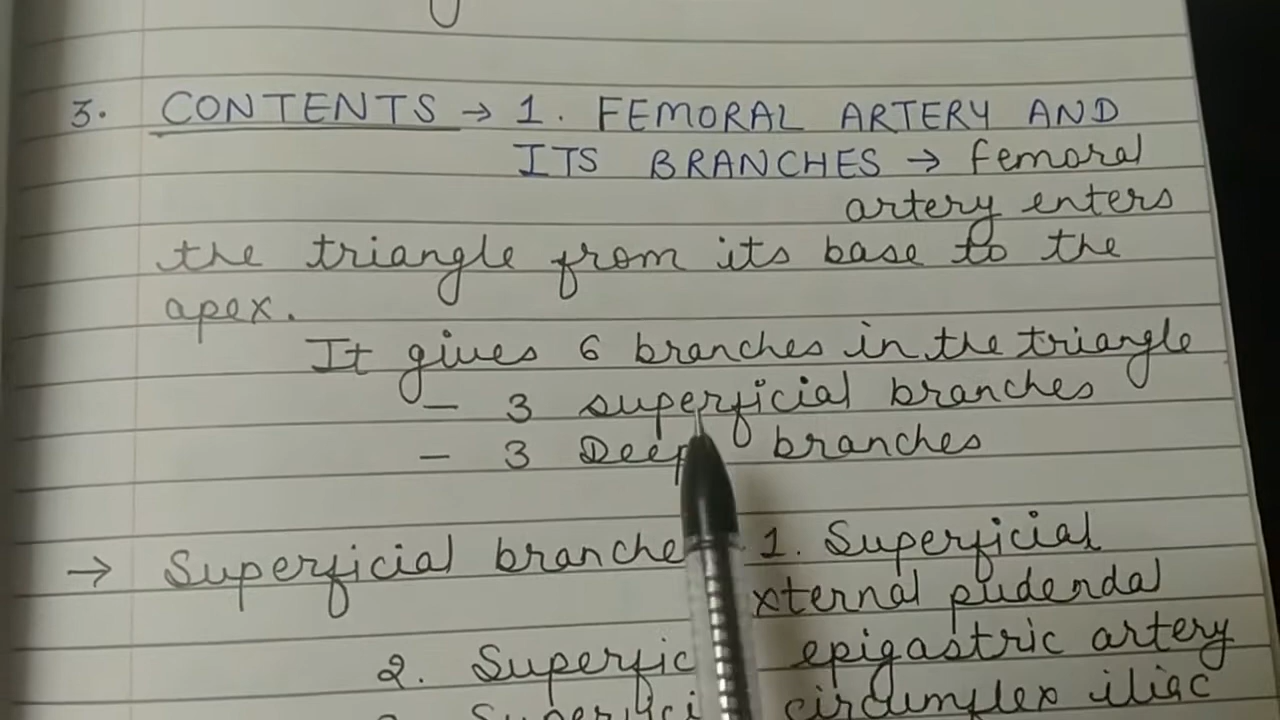 3. CONTENTS → 1. FEMORAL ARTERY AND
ITS BRANCHES → femoral
artery enters
the triangle from its base to the
apex.
It gives 6 branches in the triangle
- 3 superficial branches
- 3 Deep branches
→ Superficial branche 1. Superficial
xternal pudendal
2. Superfic epigastric artery
circumflex iliac